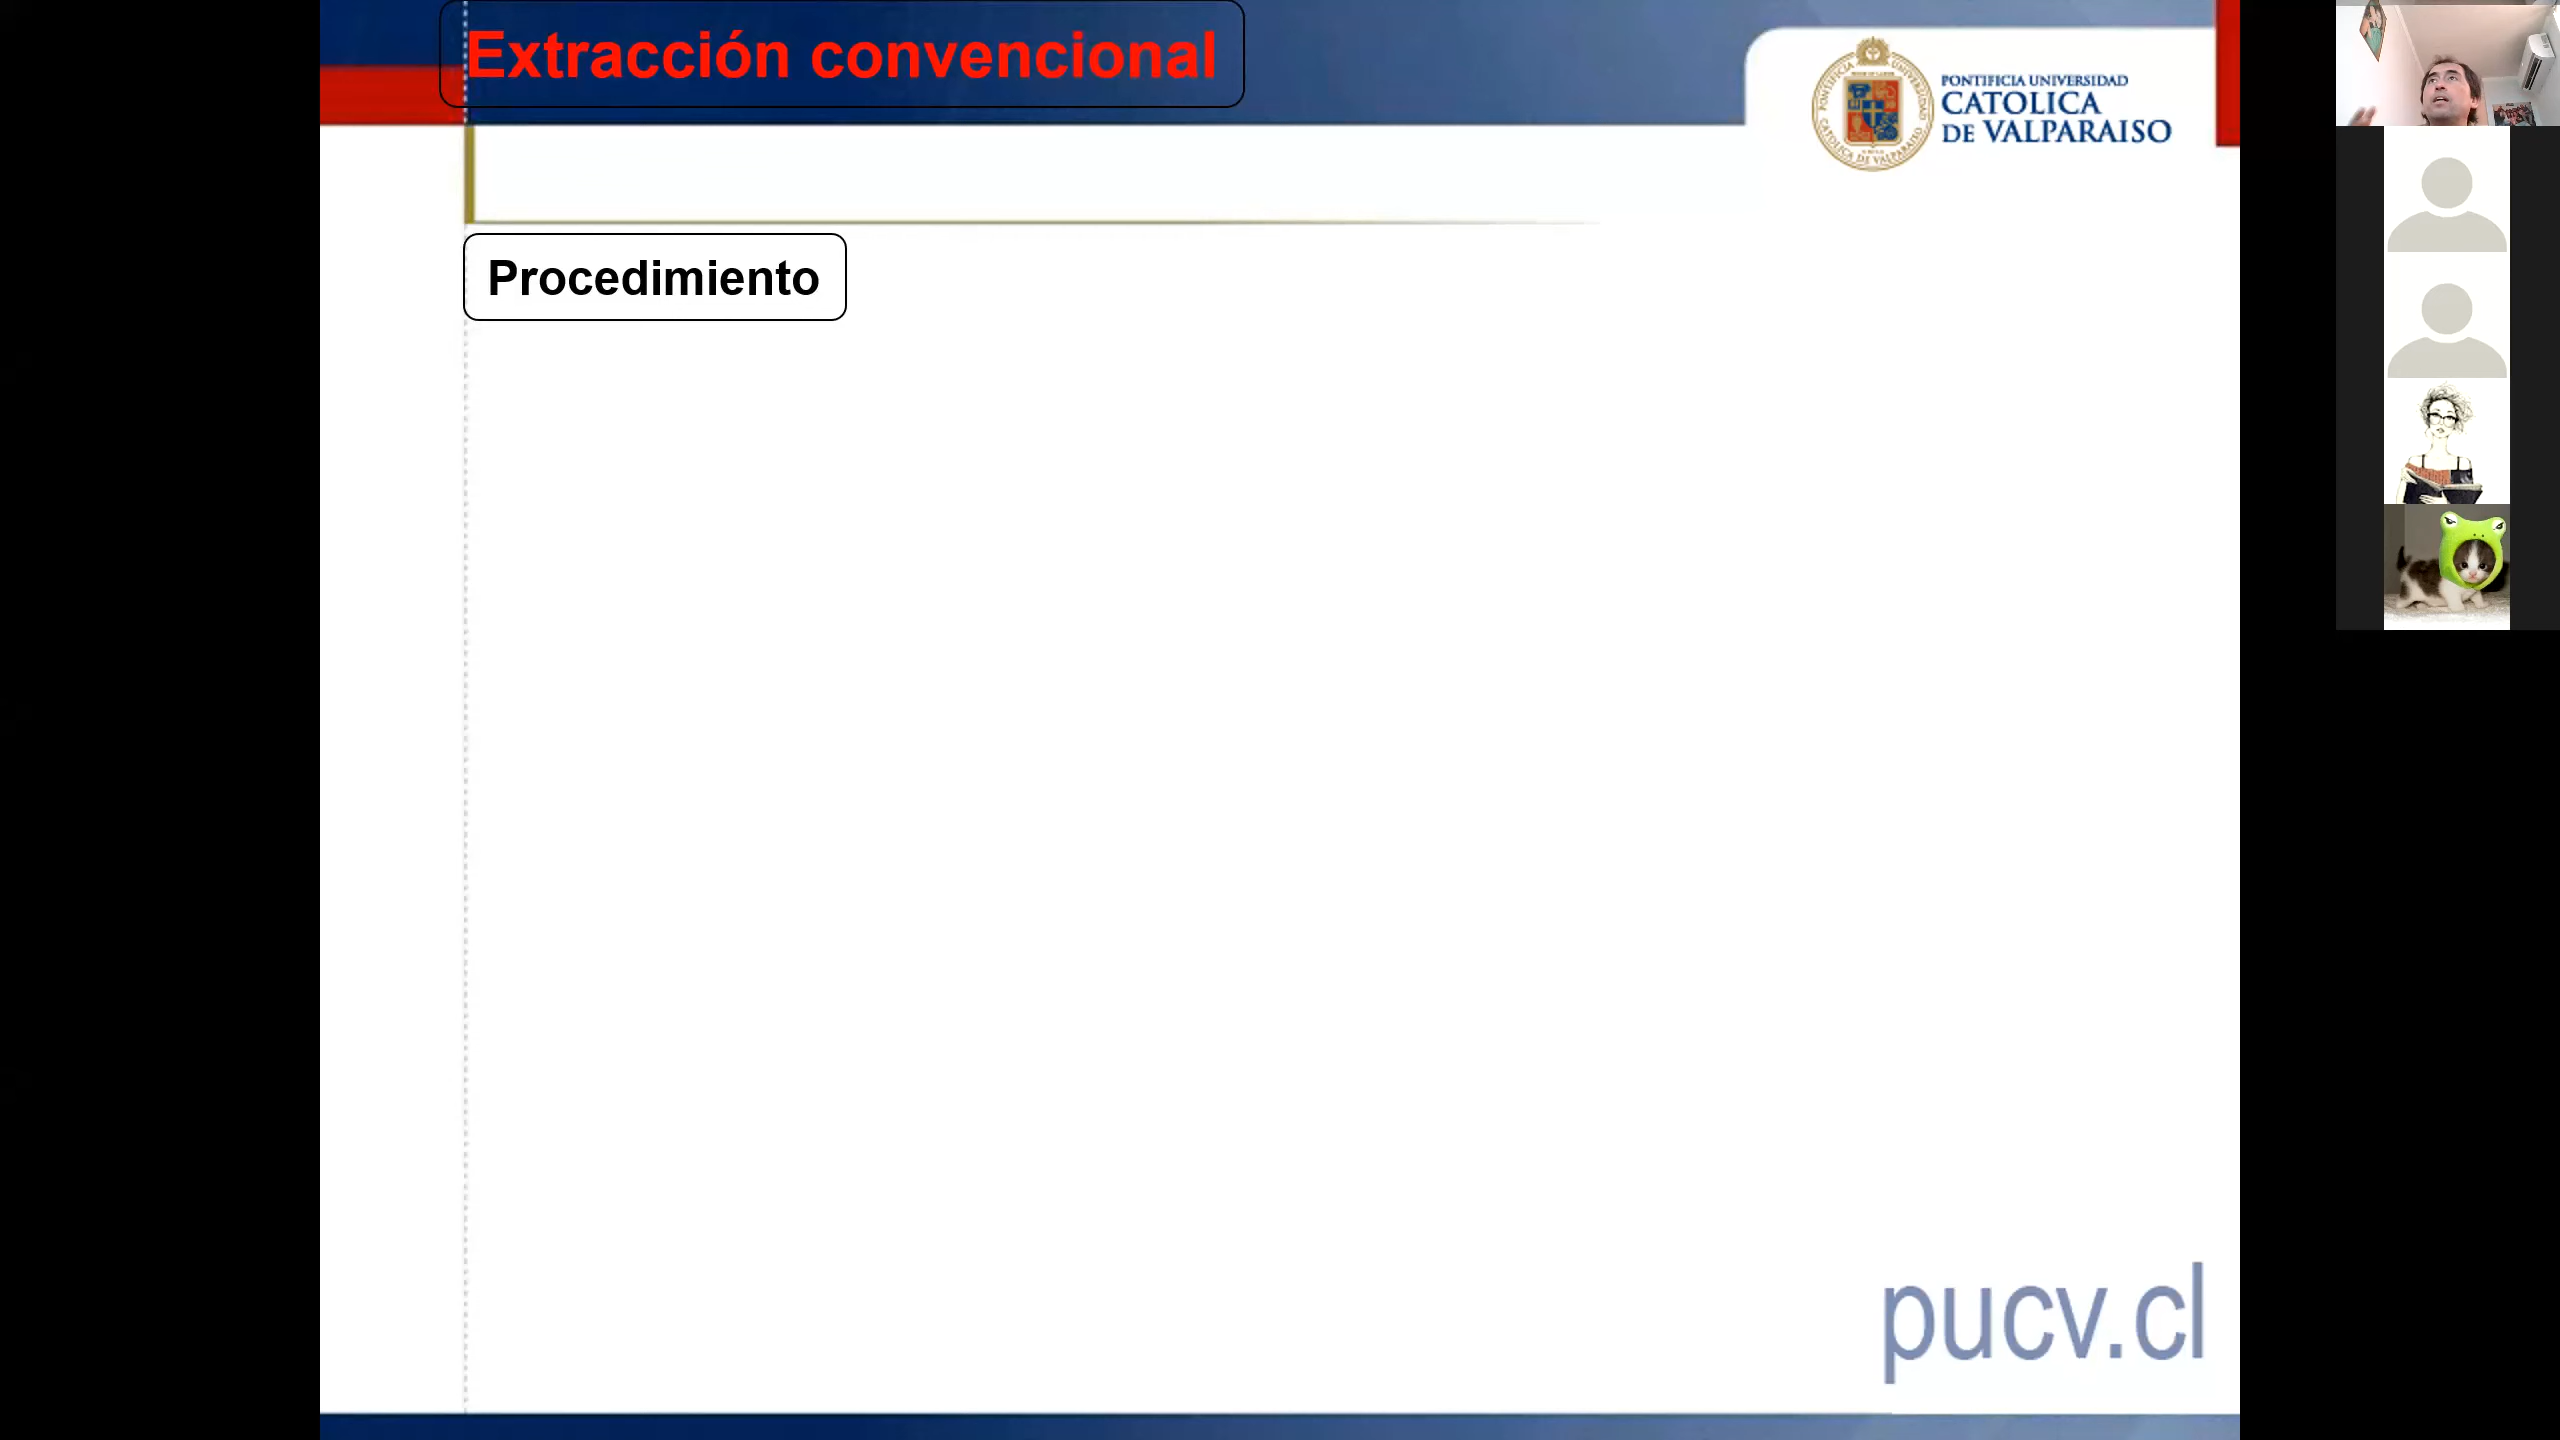 Extracción convencional
PONTIFICIA UNIVERSIDAD
CATOLICA
DE VALPARAISO
Procedimiento
pucv.cl